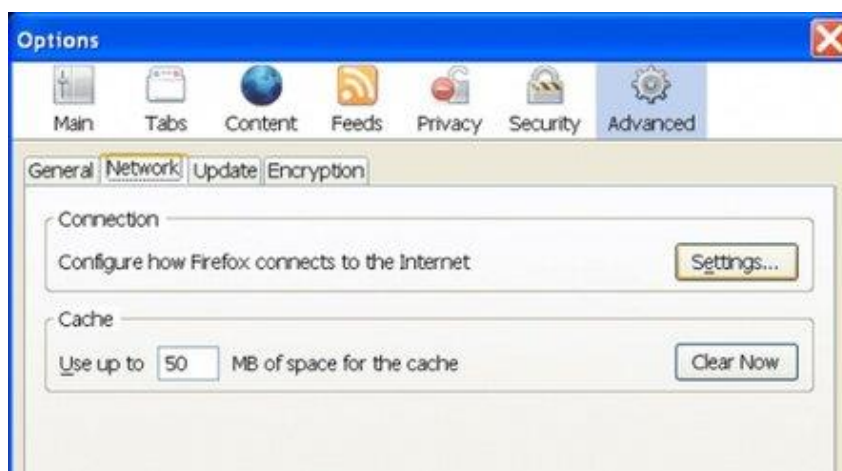 Options
Main Tabs Content Feeds Privacy Security Advanced
General Network Update Encryption
Connection
Configure how Firefox connects to the Internet Settings...
Cache
Use up to 50 MB of space for the cache Clear Now